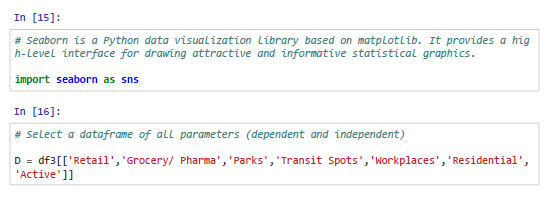 In [15]:
# Seaborn is a Python data visualization library based on matplotlib. It provides a hig
h-level interface for drawing attractive and informative statistical graphics.
import seaborn as sns
In [16]:
# Select a dataframe of all parameters (dependent and independent)
D = df3[['Retail','Grocery/ Pharma','Parks','Transit Spots','Workplaces','Residential',
'Active']]